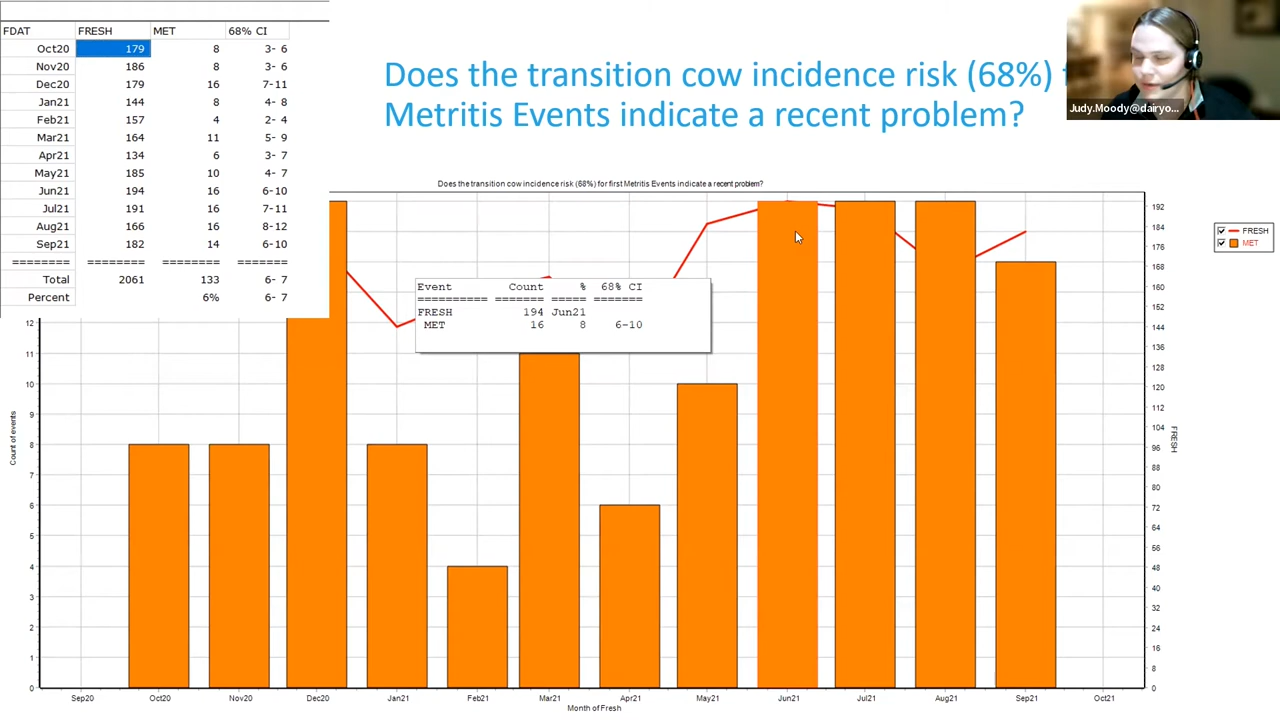 FDAT FRESH MET 68% CI
Oct20 179 8 3- 6
Nov20 186 8 3- 6
Dec20 179 16 7-11
Jan21 144 8 4- 8
Feb21 157 4 2- 4
Mar21 164 11 5- 9
Apr21 134 6 3- 7
May21 185 10 4- 7
Jun21 194 16 6-10
Jul21 191 16 7-11
Aug21 166 16 8-12
Sep21 182 14 6-10
======== ======== ======== =======
Total 2061 133 6- 7
Percent 6% 6- 7
Does the transition cow incidence risk (68%)
Metritis Events indicate a recent problem?
Judy.Moody@dairyo...
Does the transition cow incidence risk (68%) for first Metritis Events indicate a recent problem?
FRESH
MET
Event Count % 68% CI
========== ======= ===== =======
FRESH 194 Jun21
MET 16 8 6-10
Count of events
12
11
10
9
8
7
6
5
4
3
2
1
0
192
184
176
168
160
152
144
136
128
120
112
104
96
88
80
72
64
56
48
40
32
24
16
8
0
FRESH
Sep20 Oct20 Nov20 Dec20 Jan21 Feb21 Mar21 Apr21 May21 Jun21 Jul21 Aug21 Sep21 Oct21
Month of Fresh